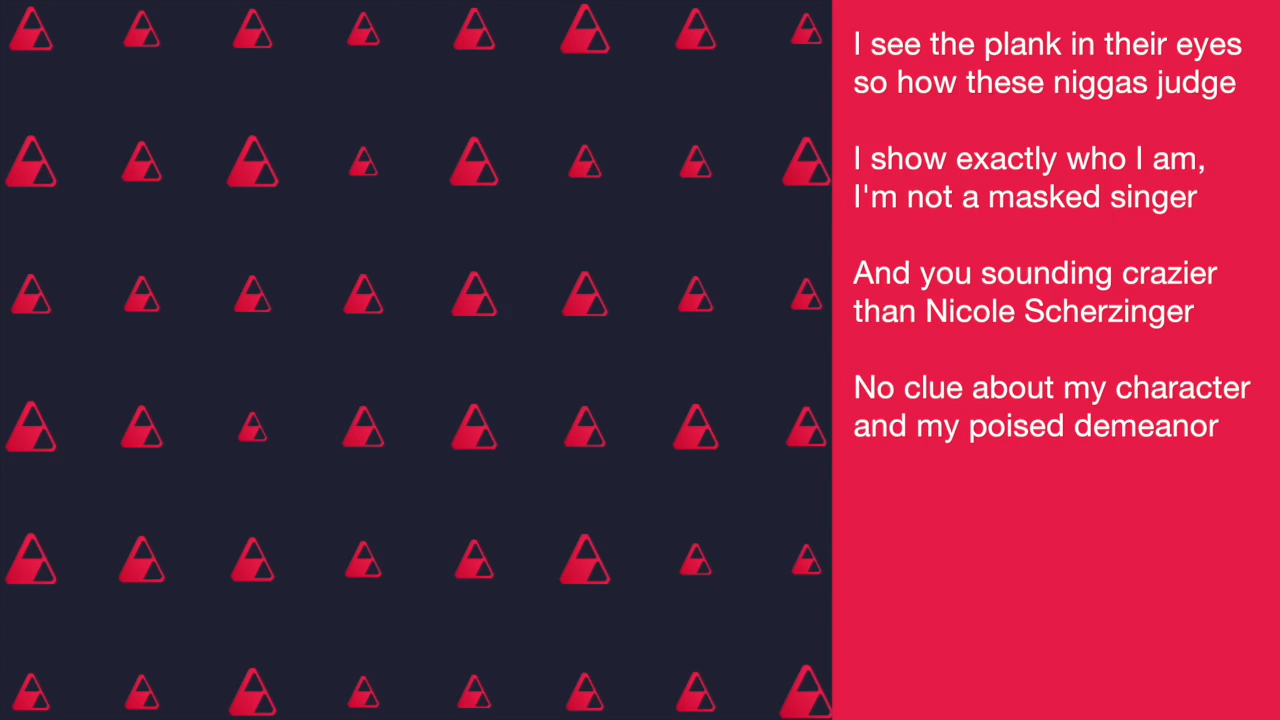 I see the plank in their eyes
so how these niggas judge
I show exactly who I am,
I'm not a masked singer
And you sounding crazier
than Nicole Scherzinger
No clue about my character
and my poised demeanor